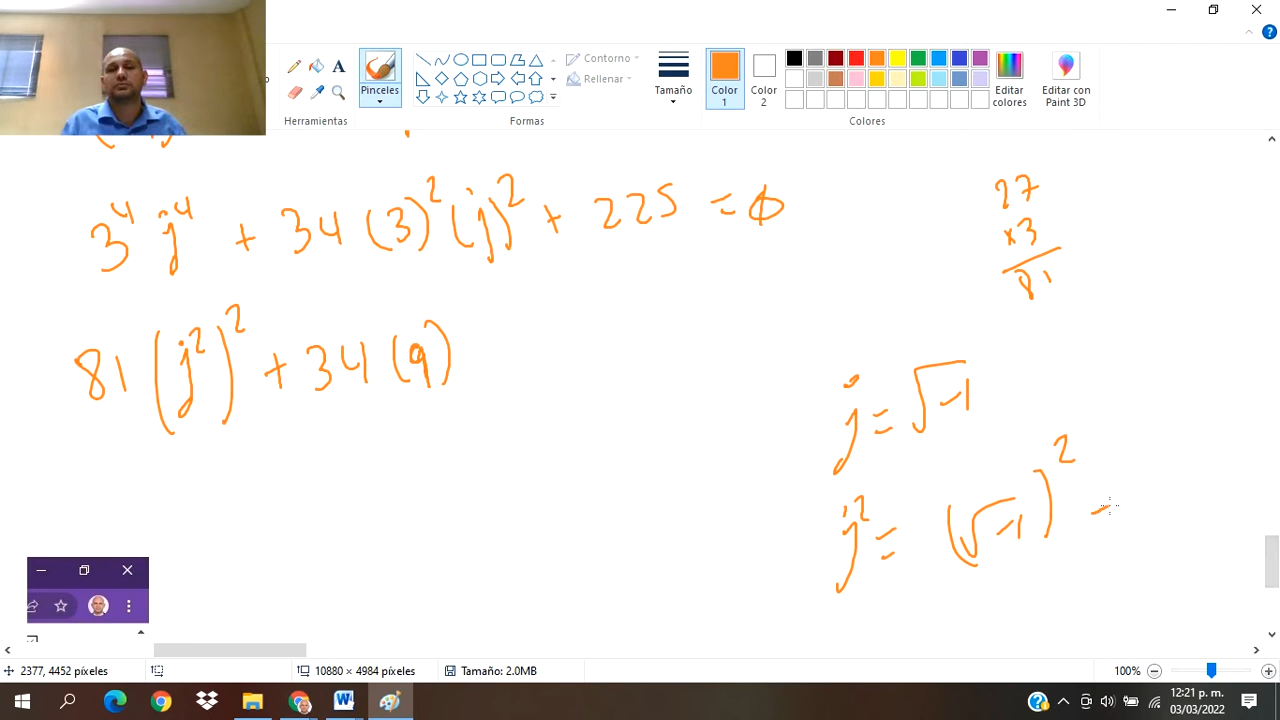 Contorno
Rellenar
Pinceles
Tamaño
Color 1
Color 2
Editar colores
Editar con Paint 3D
Herramientas
Formas
Colores
3⁴ j⁴ + 34 (3)² (j)² + 225 = 0
27
×3
81
81 (j²)² + 34 (9)
j = √-1
j² = (√-1)² =
2377, 4452 píxeles
10880 × 4984 píxeles
Tamaño: 2.0MB
100%
12:21 p. m.
03/03/2022